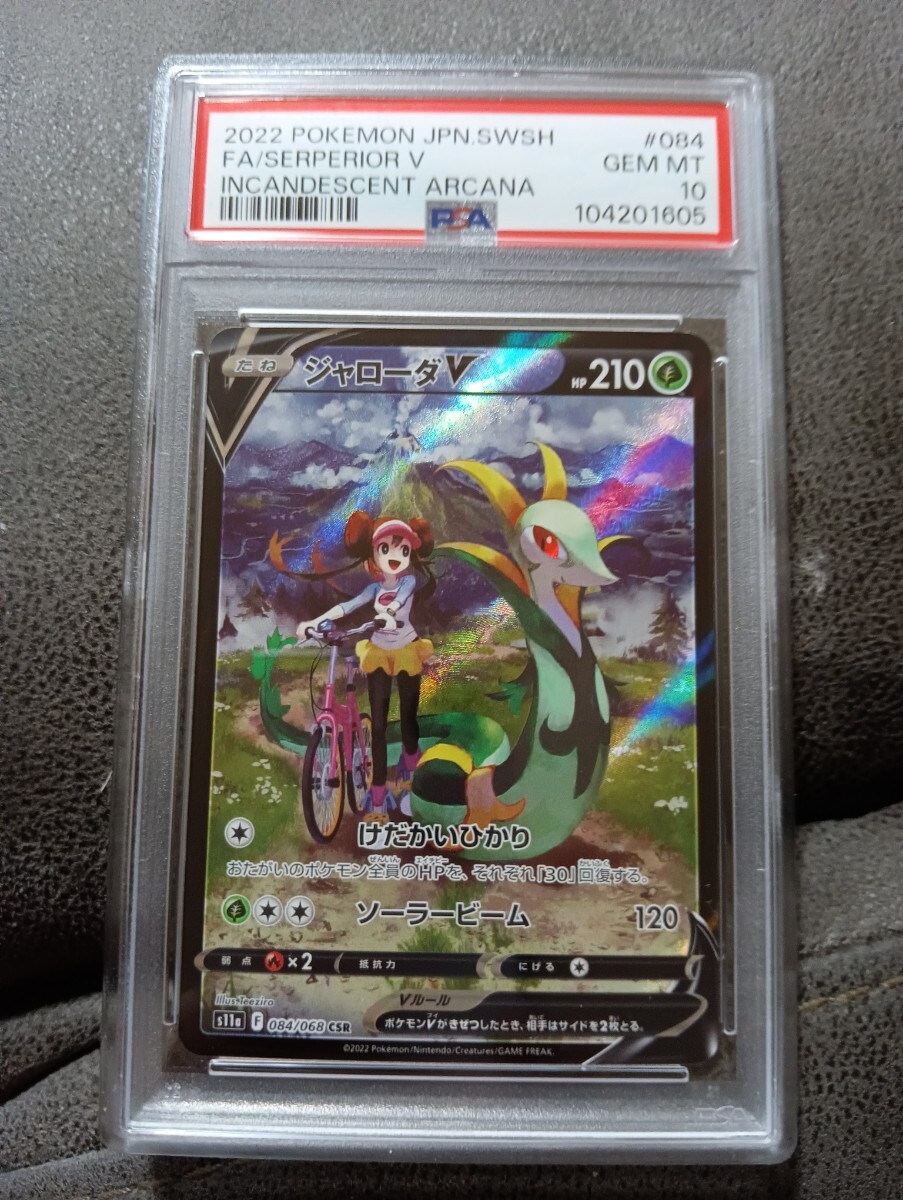 2022 POKEMON JPN.SWSH #084
FA/SERPERIOR V GEM MT
INCANDESCENT ARCANA 10
PSA 104201605
たね ジャローダV HP210
けだかいひかり
おたがいのポケモン全員のHPを、それぞれ「30」回復する。
ソーラービーム 120
弱点 ×2 抵抗力 にげる
Illus.Teeziro
Vルール
s11a F 084/068 CSR
ポケモンVがきぜつしたとき、相手はサイドを2枚とる。
©2022 Pokémon/Nintendo/Creatures/GAME FREAK.